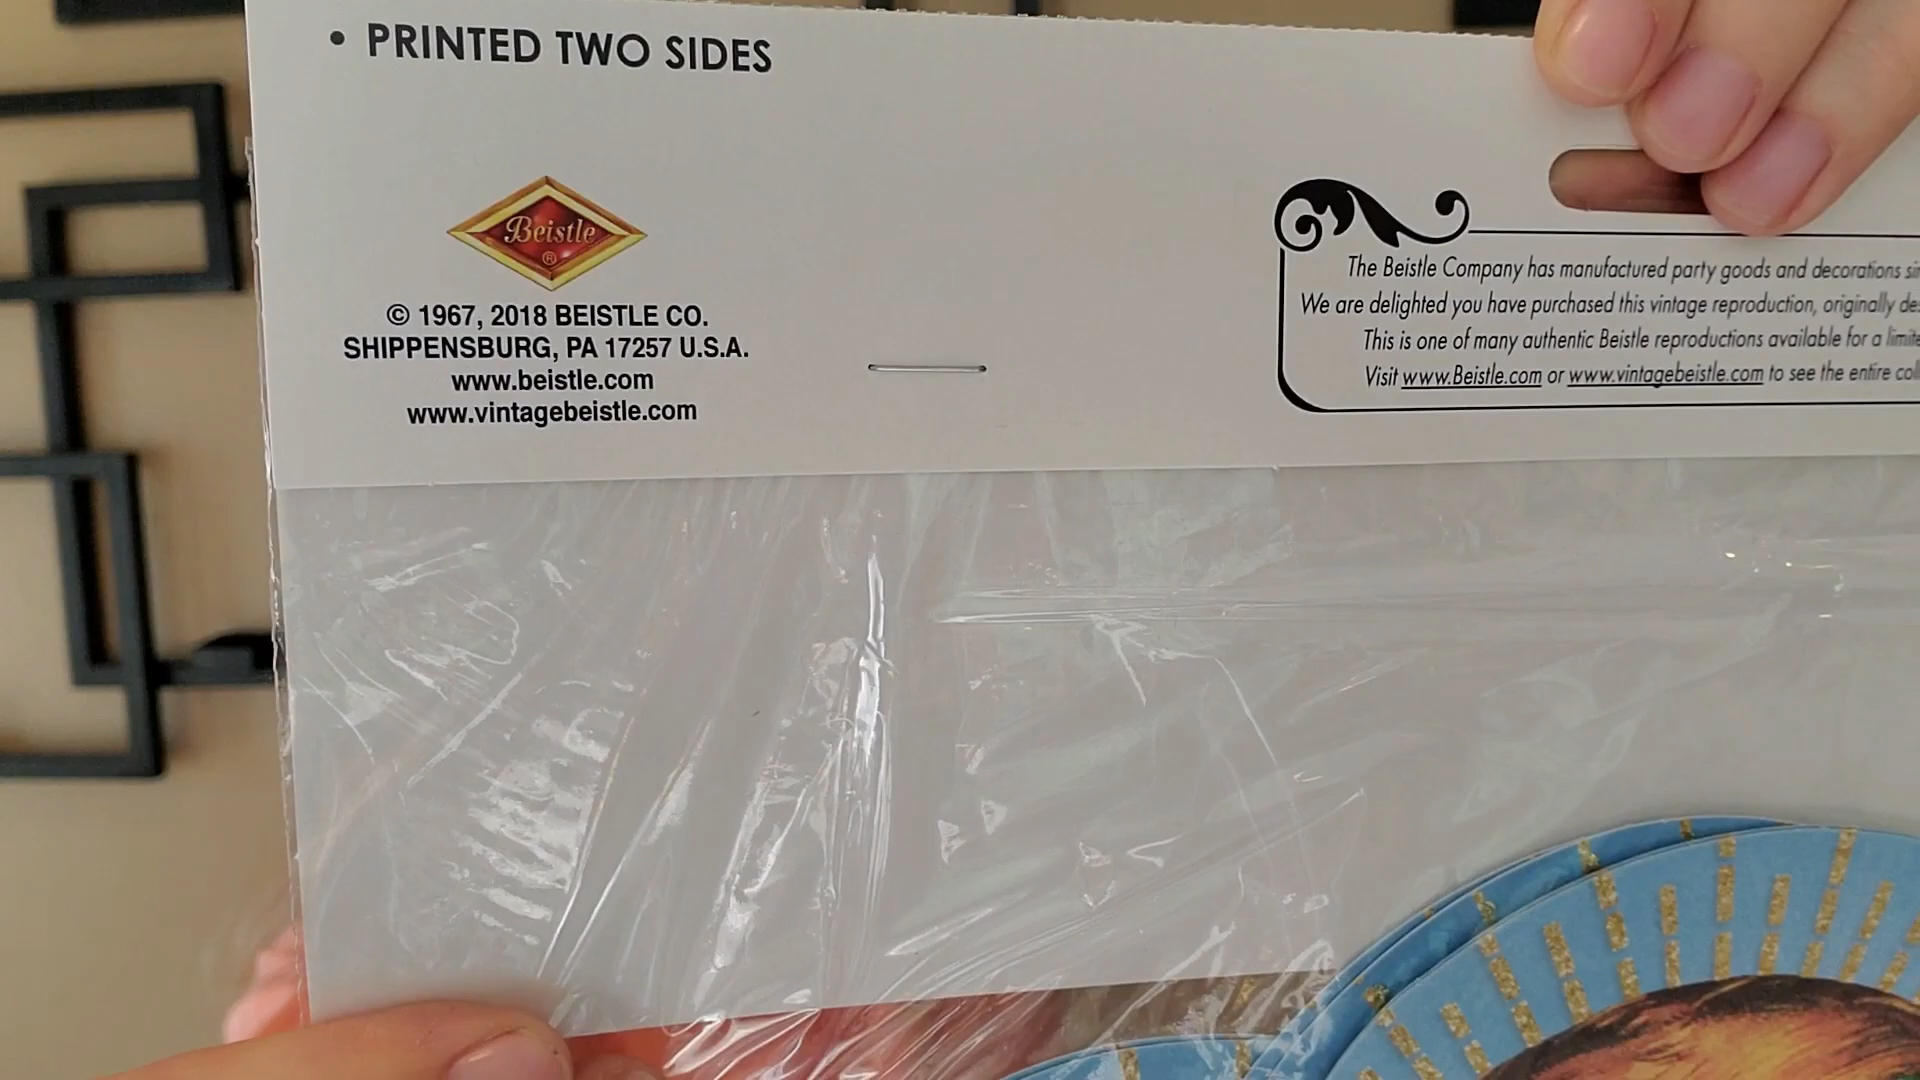 • PRINTED TWO SIDES
Beistle
®
© 1967, 2018 BEISTLE CO.
SHIPPENSBURG, PA 17257 U.S.A.
www.beistle.com
www.vintagebeistle.com
The Beistle Company has manufactured party goods and decorations
We are delighted you have purchased this vintage reproduction, originally
This is one of many authentic Beistle reproductions available for a
Visit www.Beistle.com or www.vintagebeistle.com to see the entire